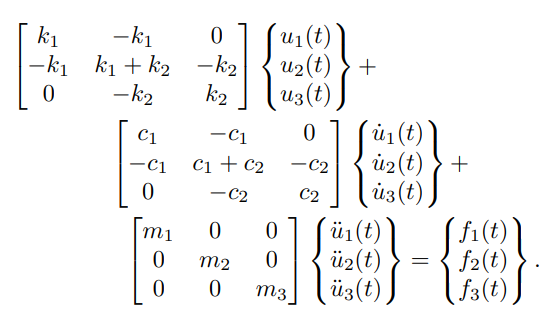 [ k₁ −k₁ 0 ] { u₁(t) }
[ −k₁ k₁ + k₂ −k₂ ] { u₂(t) } +
[ 0 −k₂ k₂ ] { u₃(t) }
[ c₁ −c₁ 0 ] { u̇₁(t) }
[ −c₁ c₁ + c₂ −c₂ ] { u̇₂(t) } +
[ 0 −c₂ c₂ ] { u̇₃(t) }
[ m₁ 0 0 ] { ü₁(t) } { f₁(t) }
[ 0 m₂ 0 ] { ü₂(t) } = { f₂(t) } .
[ 0 0 m₃ ] { ü₃(t) } { f₃(t) }